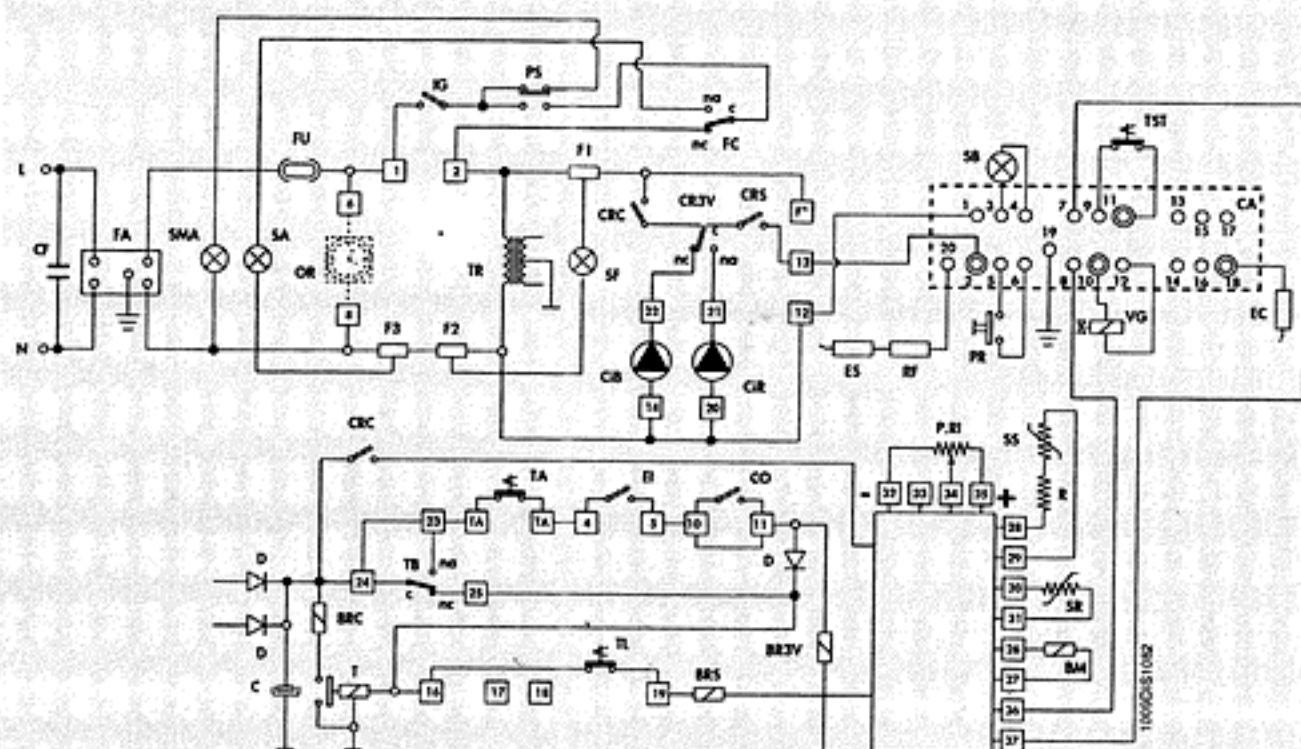 IG
PS
na
c
nc
FC
FU
L
1
2
F1
TST
SB
6
CRC
CR3V
CRS
1
3
4
7
9
11
13
15
17
CA
FA
SMA
SA
OR
TR
SF
nc
c
na
13
20
2
5
6
19
8
10
12
14
16
18
8
22
21
12
VG
EC
N
F3
F2
CiB
CiR
ES
RF
PR
20
CRC
P.RI
SS
TA
EI
CO
- 32 33 34 35 +
R
23
TA
TA
4
5
10
11
28
D
TB
na
D
29
24
c
nc
25
30
SR
BRC
31
D
TL
BR3V
26
BM
C
T
16
17
18
19
BRS
27
36
37